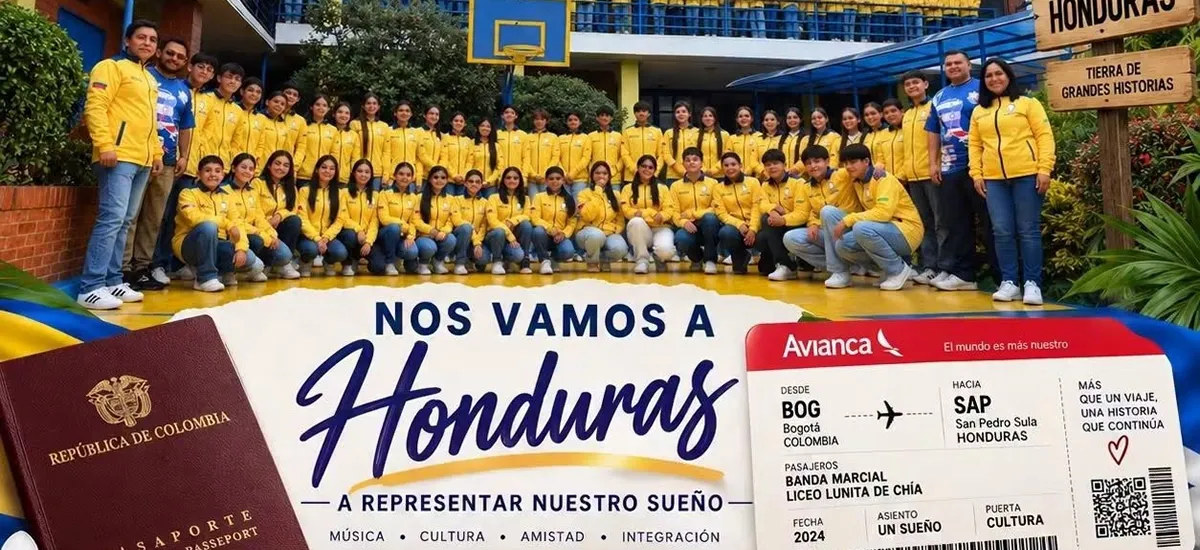 HONDURAS
TIERRA DE
GRANDES HISTORIAS
NOS VAMOS A
Honduras
A REPRESENTAR NUESTRO SUEÑO
MÚSICA • CULTURA • AMISTAD • INTEGRACIÓN
REPÚBLICA DE COLOMBIA
PASAPORTE
PASSPORT
Avianca
El mundo es más nuestro
DESDE
BOG
Bogotá
COLOMBIA
HACIA
SAP
San Pedro Sula
HONDURAS
PASAJEROS
BANDA MARCIAL
LICEO LUNITA DE CHÍA
FECHA
2024
ASIENTO
UN SUEÑO
PUERTA
CULTURA
MÁS
QUE UN VIAJE,
UNA HISTORIA
QUE CONTINÚA